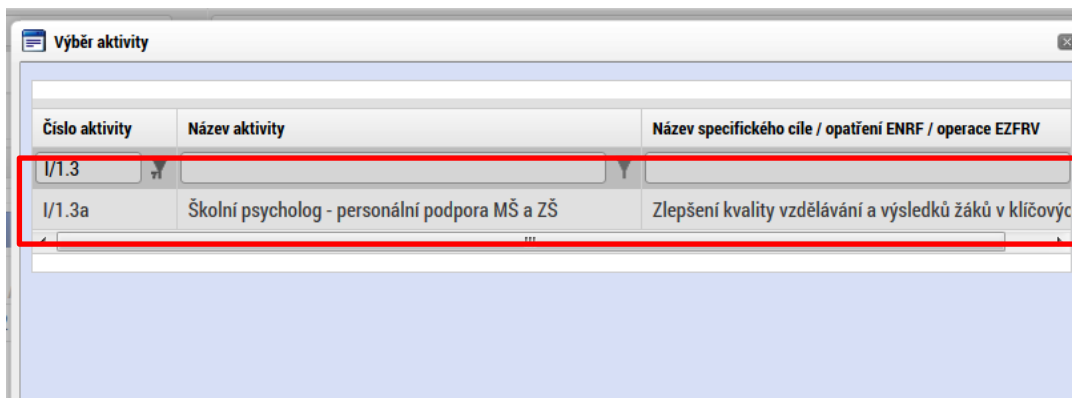 Výběr aktivity
Číslo aktivity Název aktivity Název specifického cíle / opatření ENRF / operace EZFRV
I/1.3
I/1.3a Školní psycholog - personální podpora MŠ a ZŠ Zlepšení kvality vzdělávání a výsledků žáků v klíčovýc